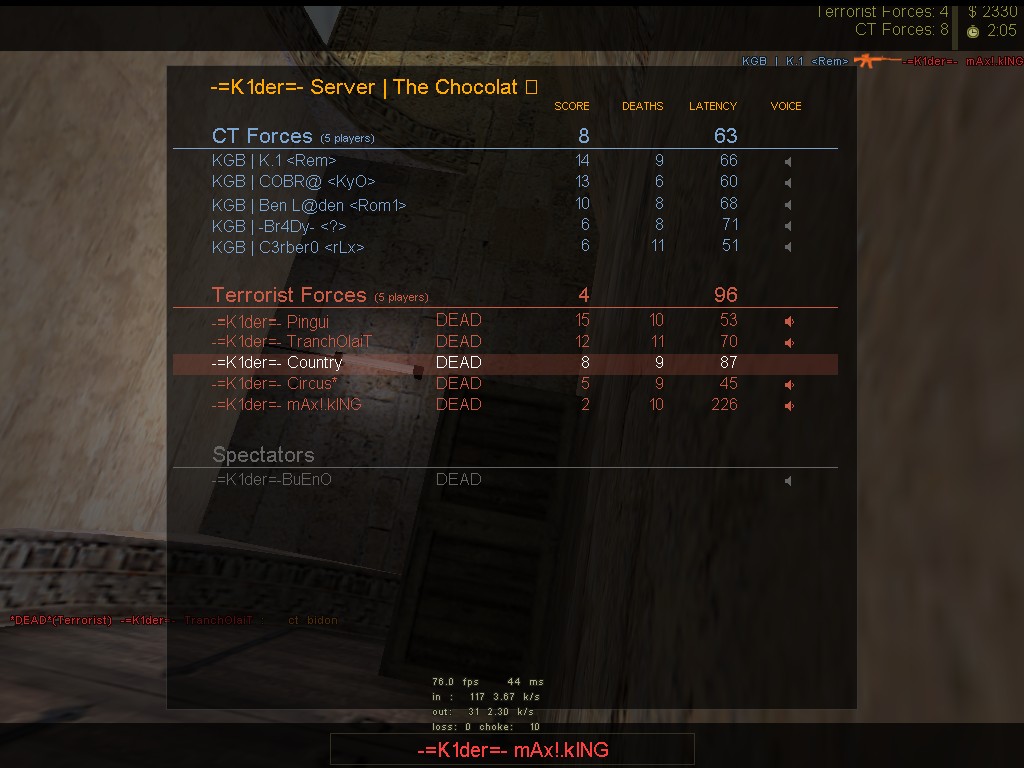 Terrorist Forces: 4 $ 2330
CT Forces: 8 2:05
KGB | K.1 <Rem> -=K1der=- mAx!.kING
-=K1der=- Server | The Chocolat
SCORE DEATHS LATENCY VOICE
CT Forces (5 players) 8 63
KGB | K.1 <Rem> 14 9 66
KGB | COBR@ <KyO> 13 6 60
KGB | Ben L@den <Rom1> 10 8 68
KGB | -Br4Dy- <?> 6 8 71
KGB | C3rber0 <rLx> 6 11 51
Terrorist Forces (5 players) 4 96
-=K1der=- Pingui DEAD 15 10 53
-=K1der=- TranchOlaiT DEAD 12 11 70
-=K1der=- Country DEAD 8 9 87
-=K1der=- Circus* DEAD 5 9 45
-=K1der=- mAx!.kING DEAD 2 10 226
Spectators
-=K1der=-BuEnO DEAD
*DEAD*(Terrorist) -=K1der=- TranchOlaiT : ct bidon
76.0 fps 44 ms
in : 117 3.67 k/s
out: 31 2.30 k/s
loss: 0 choke: 10
-=K1der=- mAx!.kING